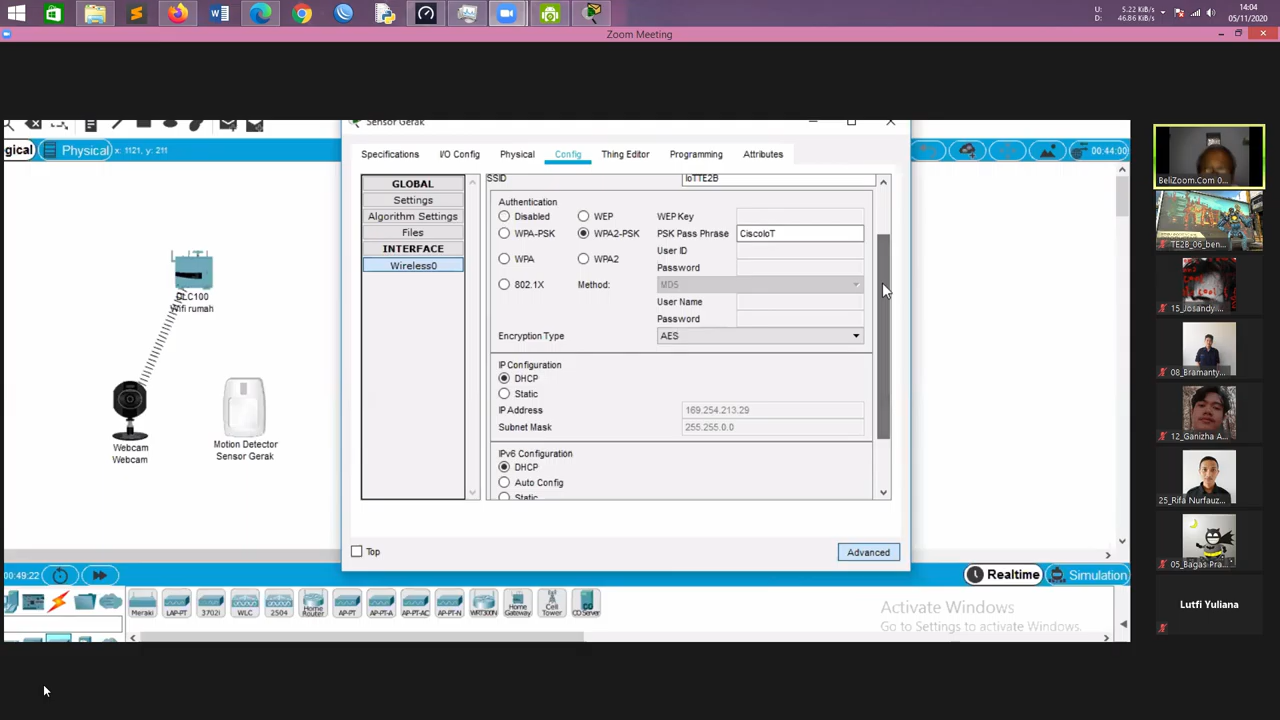 U: 5.22 KiB/s
D: 46.86 KiB/s
14:04
05/11/2020
Zoom Meeting
Sensor Gerak
ogical
Physical
x: 1121, y: 211
00:44:00
Specifications
I/O Config
Physical
Config
Thing Editor
Programming
Attributes
GLOBAL
Settings
Algorithm Settings
Files
INTERFACE
Wireless0
SSID
IoTTE2B
Authentication
Disabled
WEP
WEP Key
WPA-PSK
WPA2-PSK
PSK Pass Phrase
CiscoIoT
User ID
WPA
WPA2
Password
802.1X
Method:
MD5
User Name
Password
Encryption Type
AES
IP Configuration
DHCP
Static
IP Address
169.254.213.29
Subnet Mask
255.255.0.0
IPv6 Configuration
DHCP
Auto Config
Static
Top
Advanced
DLC100
Wifi rumah
Webcam
Webcam
Motion Detector
Sensor Gerak
00:49:22
Realtime
Simulation
Meraki
LAP-PT
3702i
WLC
2504
Home
Router
AP-PT
AP-PT-A
AP-PT-AC
AP-PT-N
WRT300N
Home
Gateway
Cell
Tower
CO Server
Activate Windows
Go to Settings to activate Windows.
BeliZoom.Com 0...
TE2B_06_ben...
15_Josandy...
08_Bramanty...
12_Ganizha A...
25_Rifa Nurfauz...
05_Bagas Pra...
Lutfi Yuliana